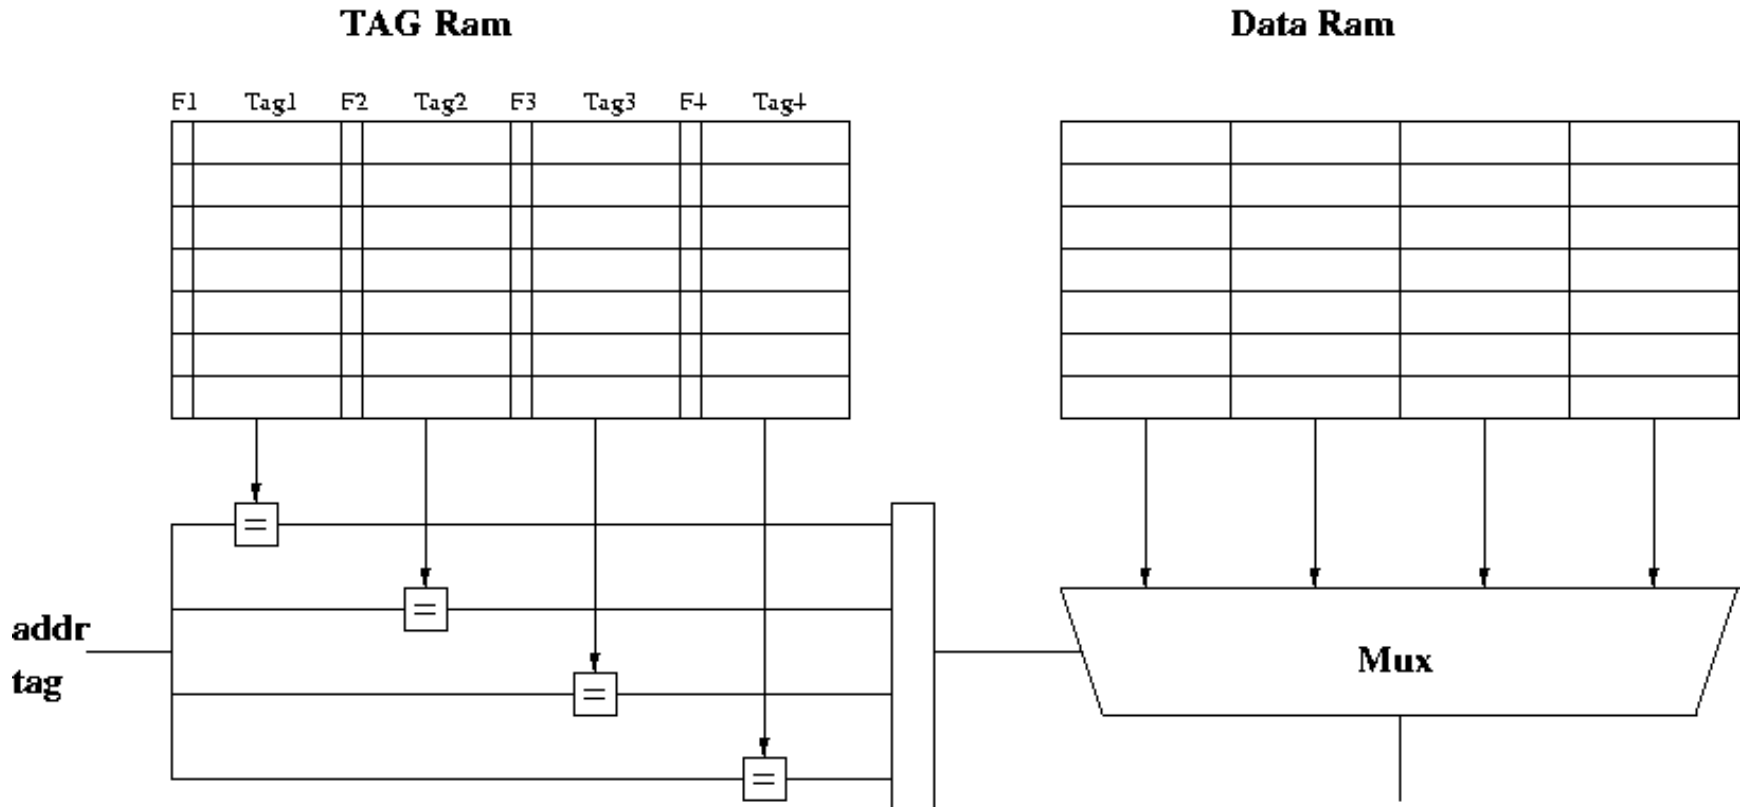 TAG Ram Data Ram
F1 Tag1 F2 Tag2 F3 Tag3 F4 Tag4
=
=
addr
tag
Mux
=
=